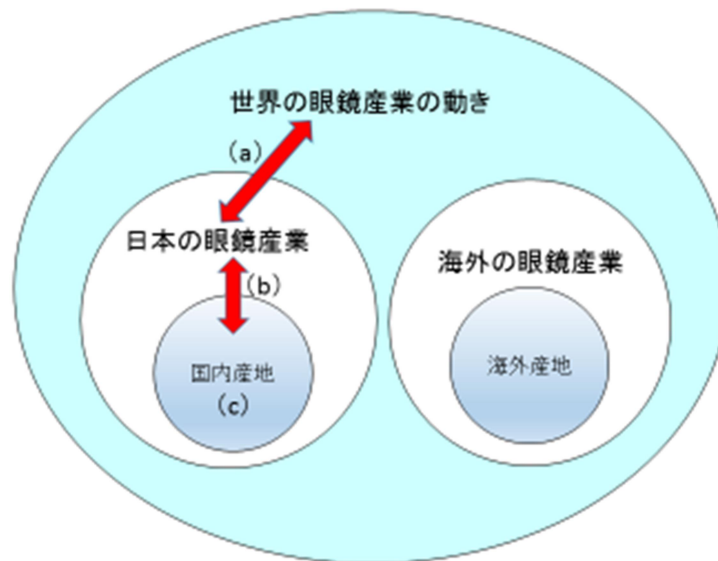 世界の眼鏡産業の動き
(a)
日本の眼鏡産業
(b)
国内産地
(c)
海外の眼鏡産業
海外産地